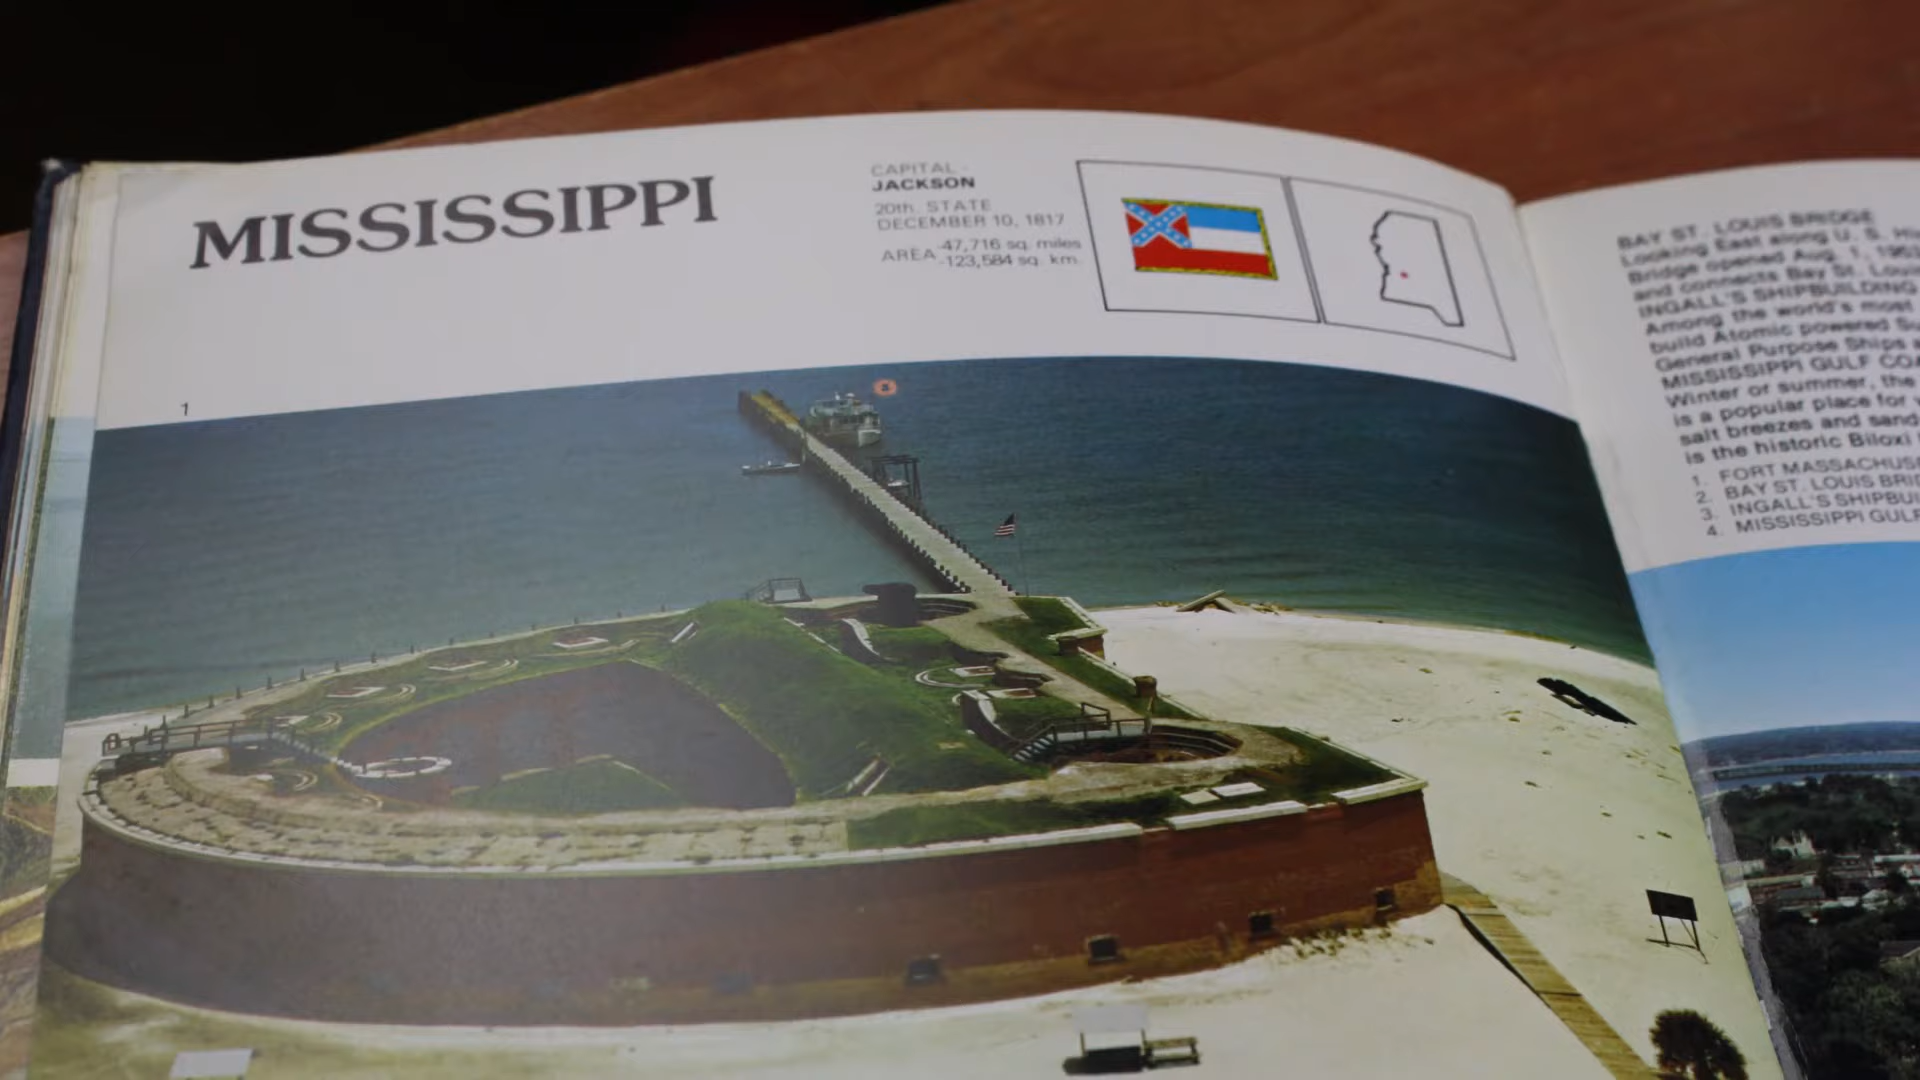 MISSISSIPPI
CAPITAL -
JACKSON
20th. STATE
DECEMBER 10, 1817
AREA -47,716 sq. miles
-123,584 sq. km.
1
BAY ST. LOUIS BRIDGE
Looking East along U. S.
Bridge opened Aug. 1,
and connects Bay St. Louis
INGALL'S SHIPBUILDING
Among the world's most
build Atomic powered
General Purpose Ships
MISSISSIPPI GULF
Winter or summer, the
is a popular place for
salt breezes and sand
is the historic Biloxi
1. FORT
2. BAY ST. LOUIS
3. INGALL'S
4. MISSISSIPPI